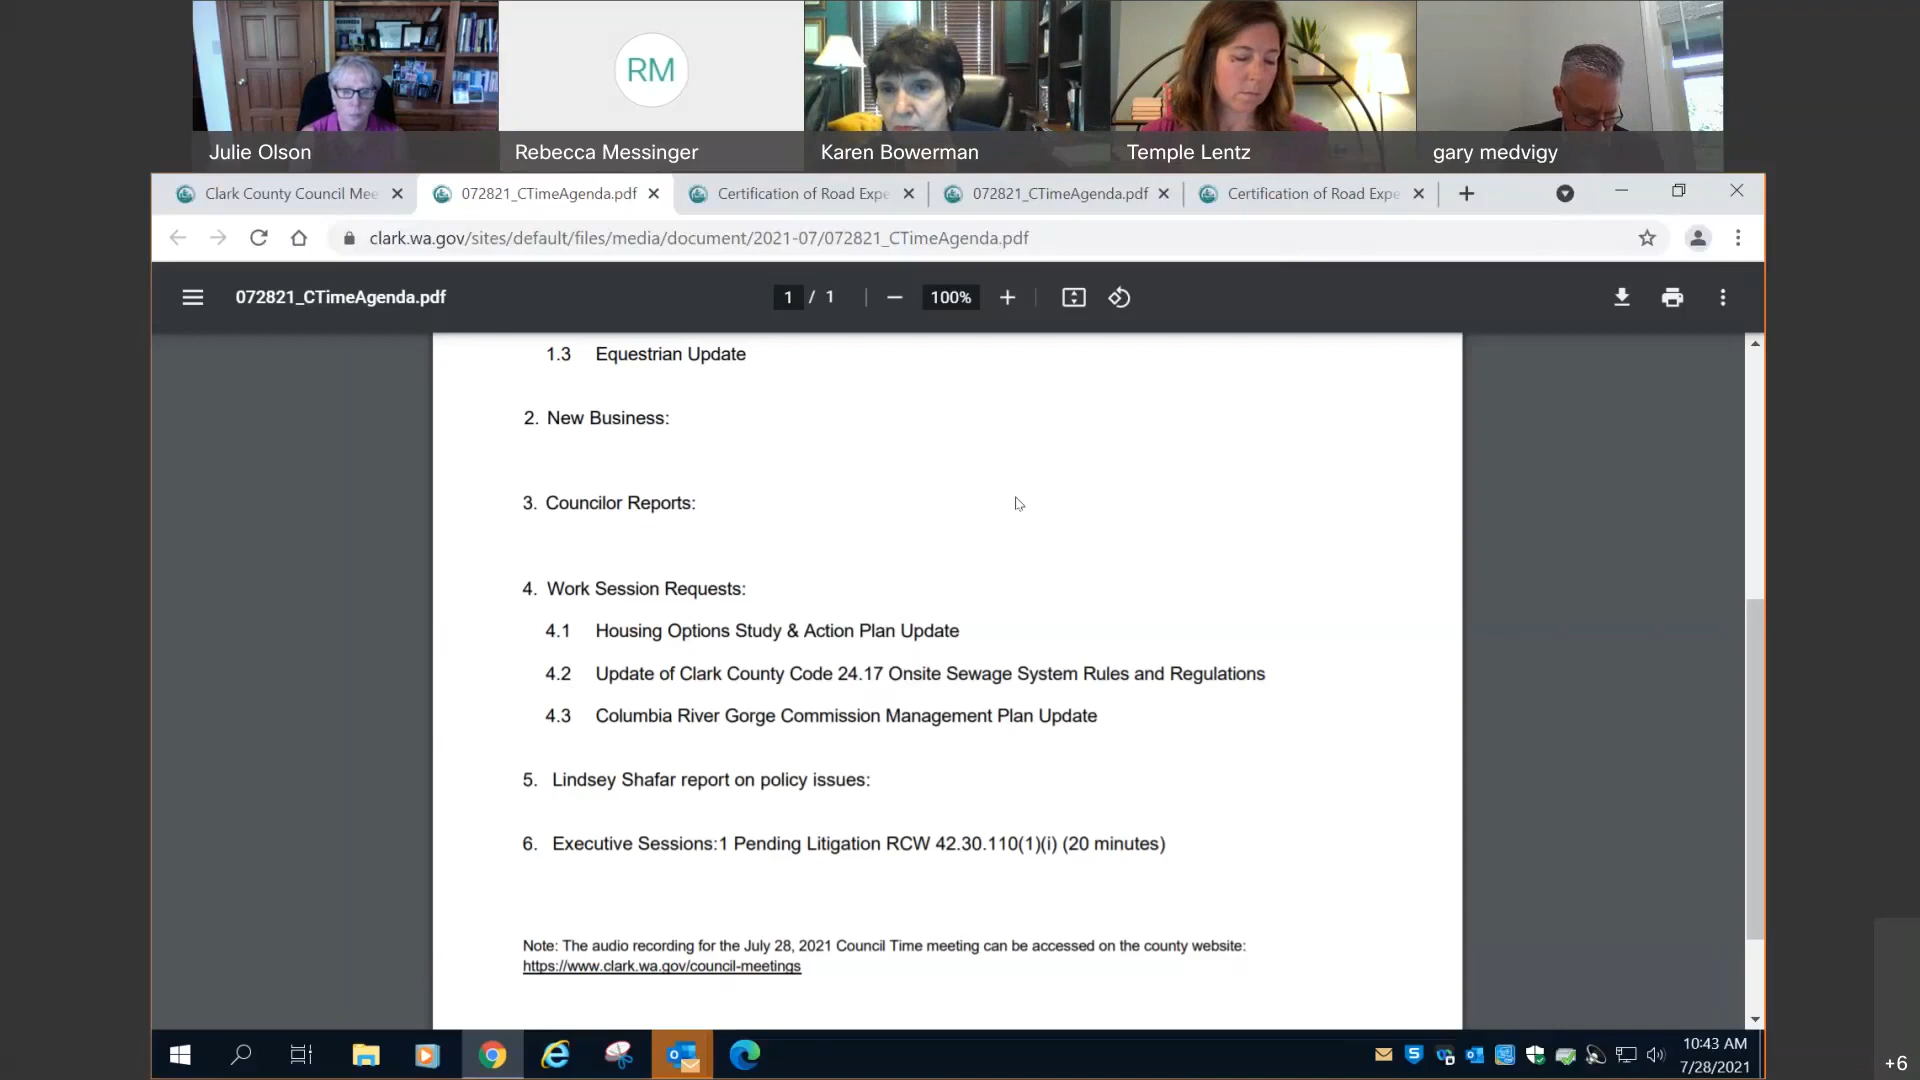 RM
Julie Olson
Rebecca Messinger
Karen Bowerman
Temple Lentz
gary medvigy
Clark County Council Mee
072821_CTimeAgenda.pdf
Certification of Road Expe
072821_CTimeAgenda.pdf
Certification of Road Expe
clark.wa.gov/sites/default/files/media/document/2021-07/072821_CTimeAgenda.pdf
072821_CTimeAgenda.pdf
1 / 1
100%
1.3 Equestrian Update
2. New Business:
3. Councilor Reports:
4. Work Session Requests:
4.1 Housing Options Study & Action Plan Update
4.2 Update of Clark County Code 24.17 Onsite Sewage System Rules and Regulations
4.3 Columbia River Gorge Commission Management Plan Update
5. Lindsey Shafar report on policy issues:
6. Executive Sessions:1 Pending Litigation RCW 42.30.110(1)(i) (20 minutes)
Note: The audio recording for the July 28, 2021 Council Time meeting can be accessed on the county website:
https://www.clark.wa.gov/council-meetings
10:43 AM
7/28/2021
+6